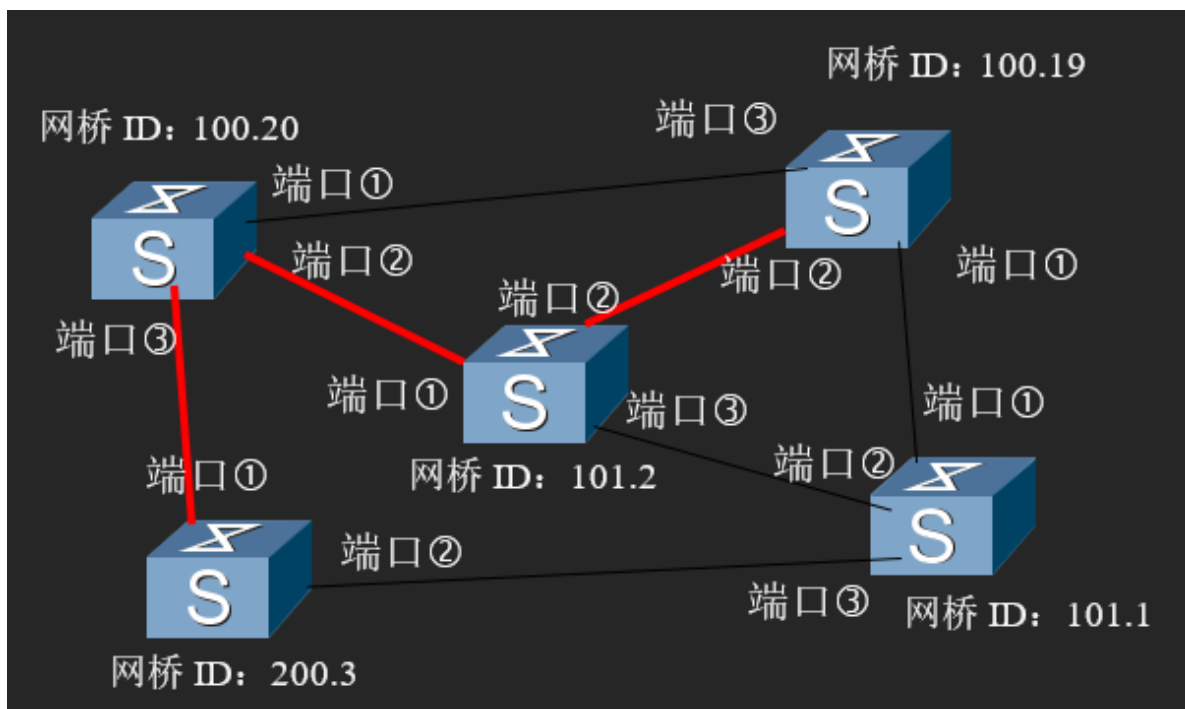 网桥 ID：100.19
网桥 ID：100.20
端口③
端口①
S
S
端口②
端口②
端口①
端口②
端口③
端口①
S
端口③
端口①
端口②
网桥 ID：101.2
端口①
S
端口②
S
端口③
网桥 ID：101.1
网桥 ID：200.3